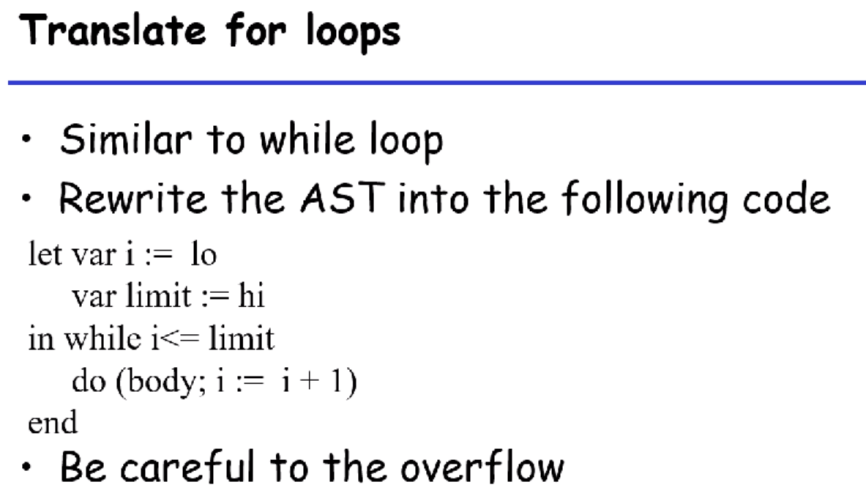 Translate for loops
• Similar to while loop
• Rewrite the AST into the following code
let var i := lo
var limit := hi
in while i<= limit
do (body; i := i + 1)
end
• Be careful to the overflow